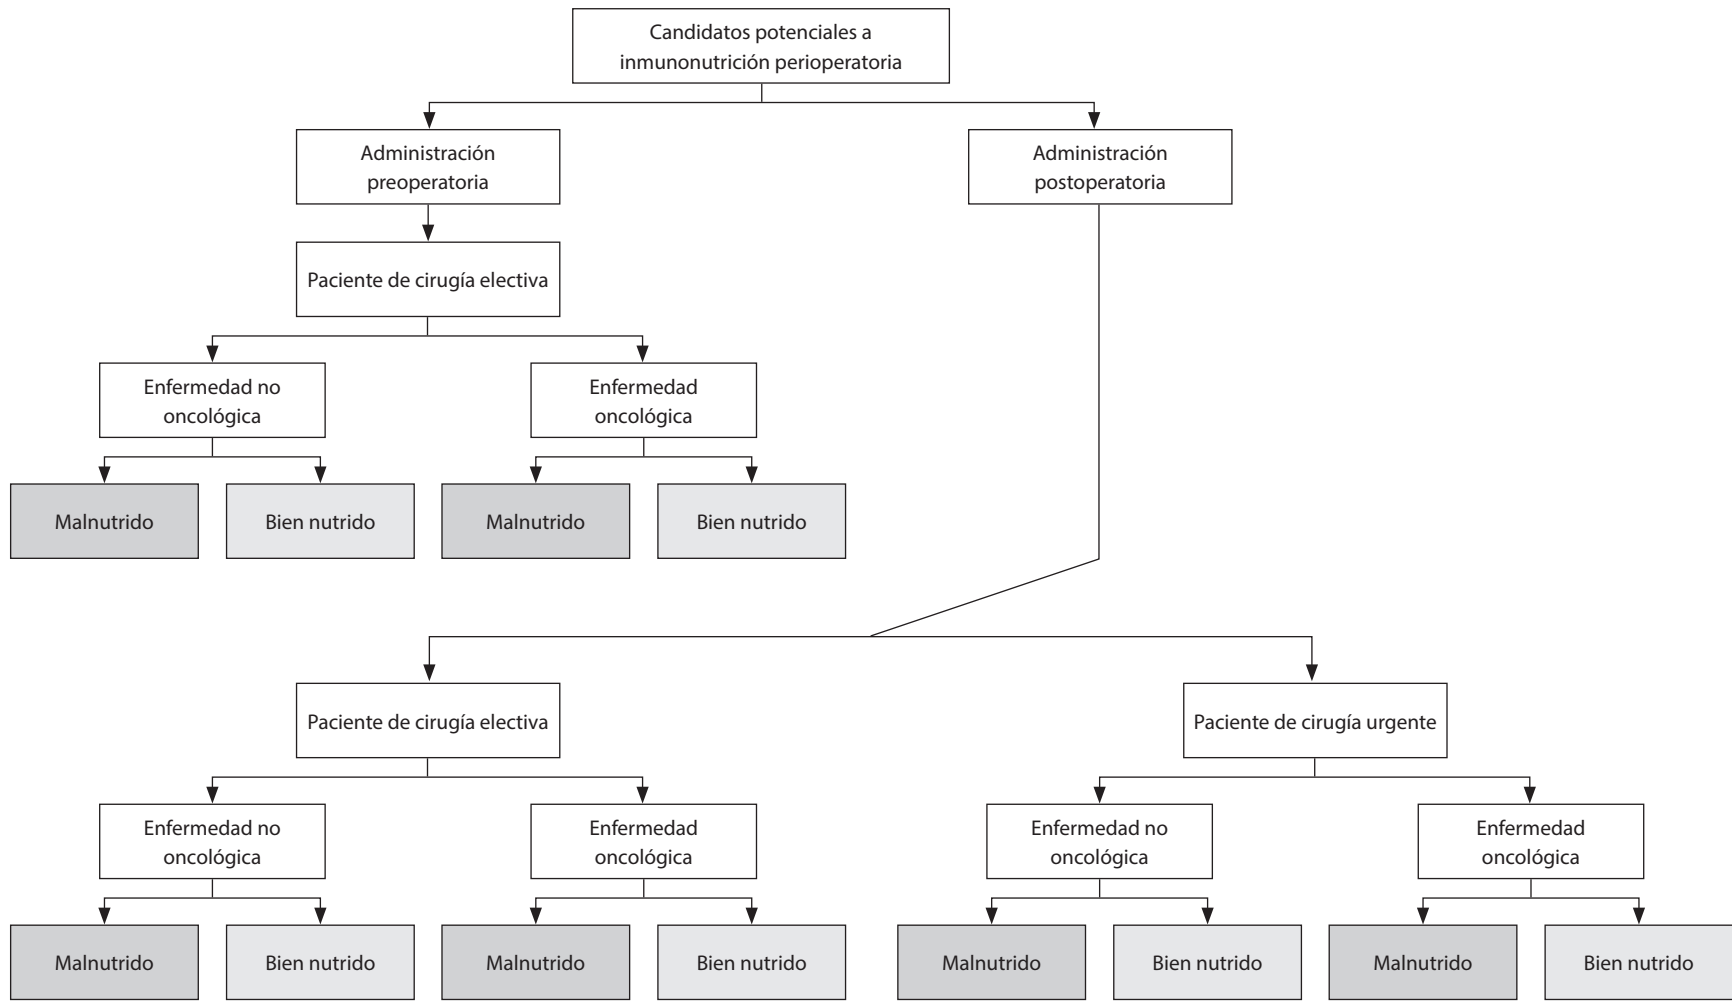 Candidatos potenciales a
inmunonutrición perioperatoria
Administración
preoperatoria
Administración
postoperatoria
Paciente de cirugía electiva
Enfermedad no
oncológica
Enfermedad
oncológica
Malnutrido
Bien nutrido
Malnutrido
Bien nutrido
Paciente de cirugía electiva
Paciente de cirugía urgente
Enfermedad no
oncológica
Enfermedad
oncológica
Enfermedad no
oncológica
Enfermedad
oncológica
Malnutrido
Bien nutrido
Malnutrido
Bien nutrido
Malnutrido
Bien nutrido
Malnutrido
Bien nutrido